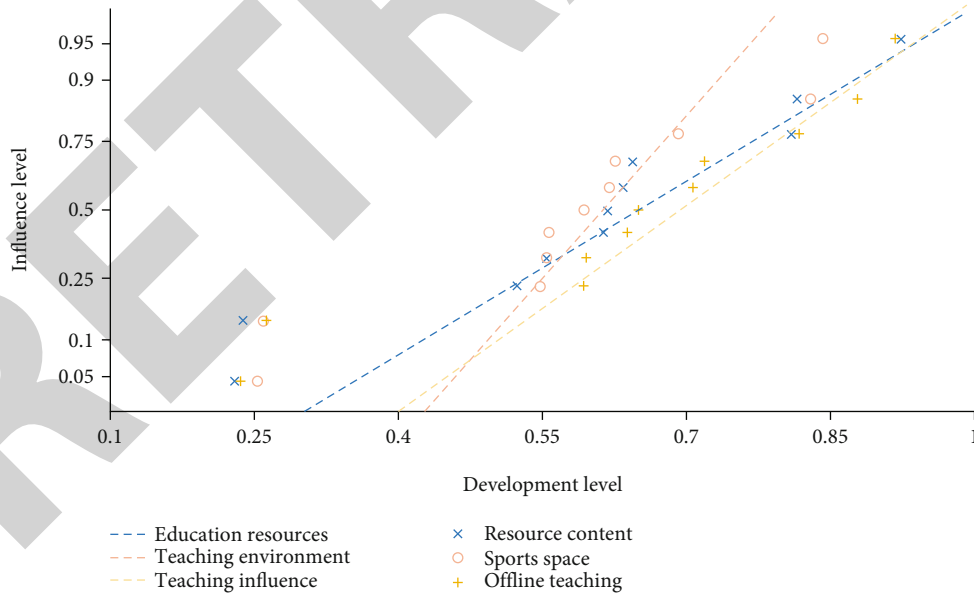 RETRA
0.95
0.9
0.75
0.5
0.25
0.1
0.05
Influence level
0.1 0.25 0.4 0.55 0.7 0.85 1
Development level
Education resources
Teaching environment
Teaching influence
Resource content
Sports space
Offline teaching